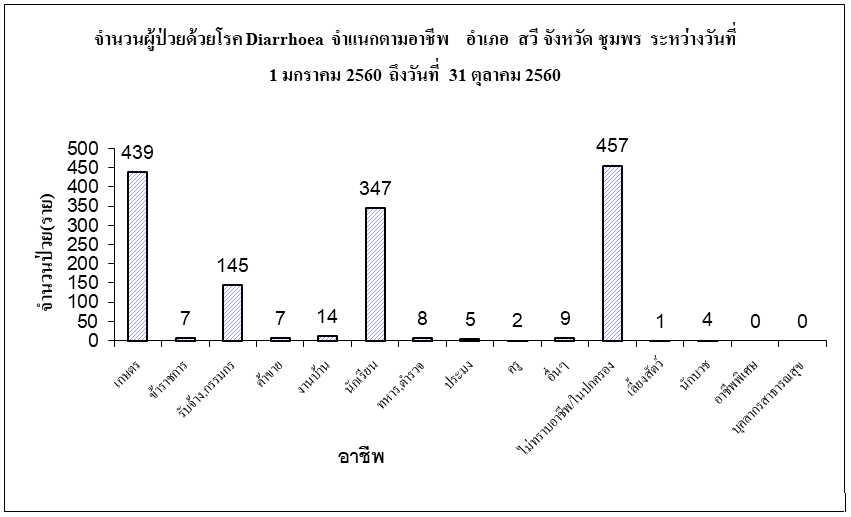 จำนวนผู้ป่วยด้วยโรค Diarrhoea จำแนกตามอาชีพ อำเภอ สวี จังหวัด ชุมพร ระหว่างวันที่
1 มกราคม 2560 ถึงวันที่ 31 ตุลาคม 2560
จำนวนป่วย(ราย)
500
450
400
350
300
250
200
150
100
50
0
439
7
145
7
14
347
8
5
2
9
457
1
4
0
0
เกษตร
ข้าราชการ
รับจ้าง,กรรมกร
ค้าขาย
งานบ้าน
นักเรียน
ทหาร,ตำรวจ
ประมง
ครู
อื่นๆ
ไม่ทราบอาชีพ/ในปกครอง
เลี้ยงสัตว์
นักบวช
อาชีพพิเศษ
บุคลากรสาธารณสุข
อาชีพ